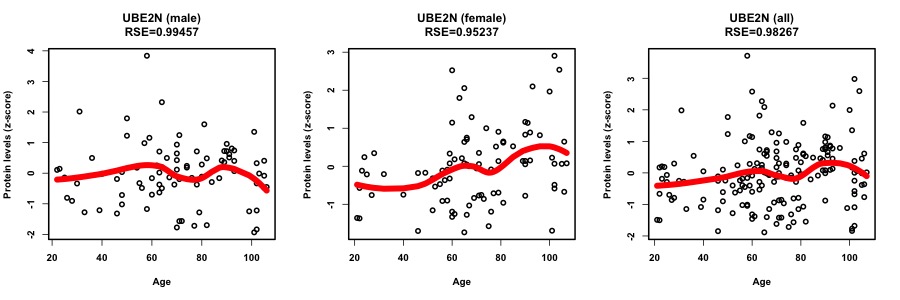 UBE2N (male)
RSE=0.99457
Protein levels (z-score)
4
3
2
1
0
-1
-2
20 40 60 80 100
Age
UBE2N (female)
RSE=0.95237
Protein levels (z-score)
3
2
1
0
-1
20 40 60 80 100
Age
UBE2N (all)
RSE=0.98267
Protein levels (z-score)
3
2
1
0
-1
-2
20 40 60 80 100
Age